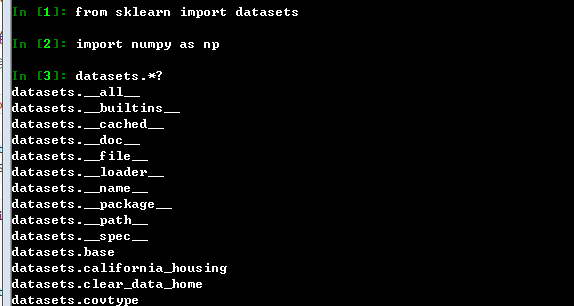 In [1]: from sklearn import datasets
In [2]: import numpy as np
In [3]: datasets.*?
datasets.__all__
datasets.__builtins__
datasets.__cached__
datasets.__doc__
datasets.__file__
datasets.__loader__
datasets.__name__
datasets.__package__
datasets.__path__
datasets.__spec__
datasets.base
datasets.california_housing
datasets.clear_data_home
datasets.covtype